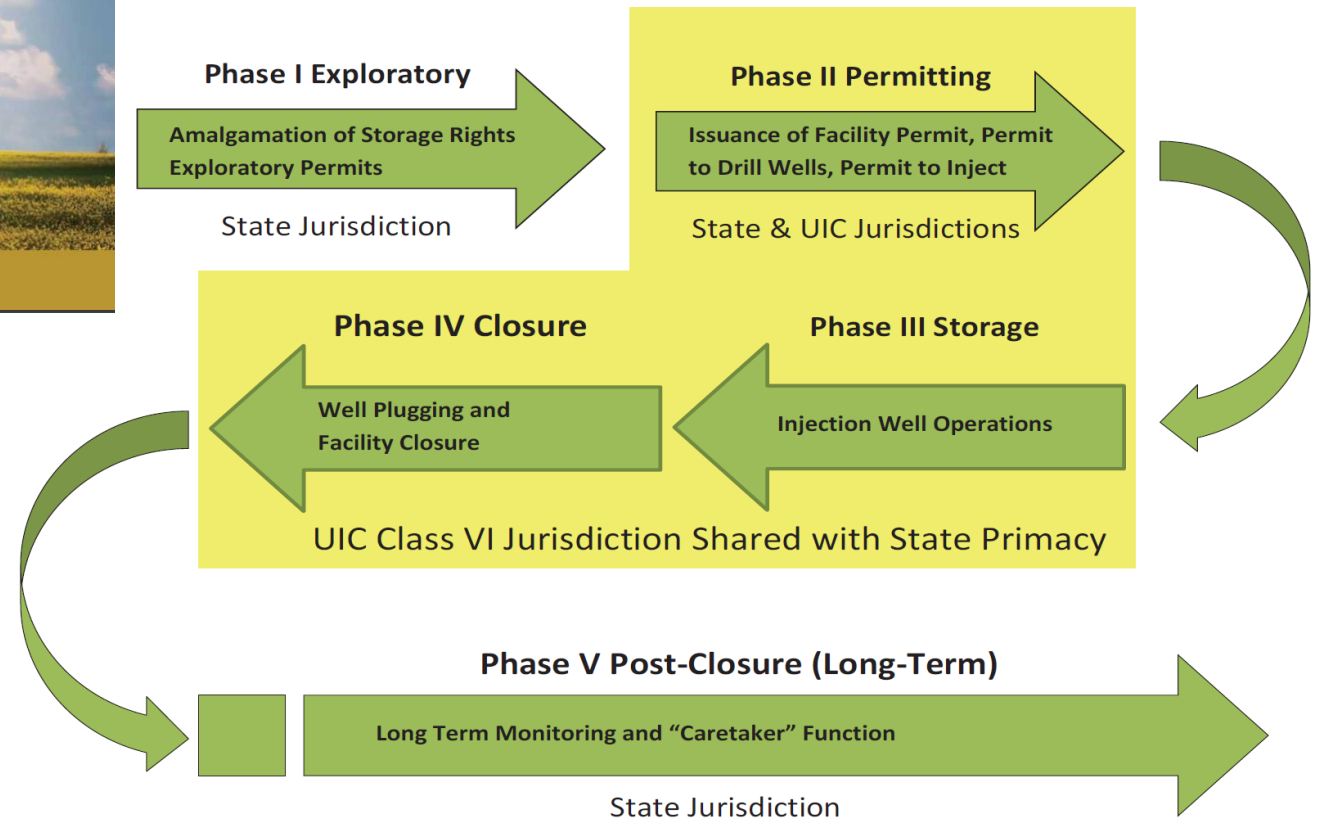 Phase I Exploratory
Amalgamation of Storage Rights
Exploratory Permits
State Jurisdiction
Phase II Permitting
Issuance of Facility Permit, Permit
to Drill Wells, Permit to Inject
State & UIC Jurisdictions
Phase III Storage
Injection Well Operations
Phase IV Closure
Well Plugging and
Facility Closure
UIC Class VI Jurisdiction Shared with State Primacy
Phase V Post-Closure (Long-Term)
Long Term Monitoring and “Caretaker” Function
State Jurisdiction